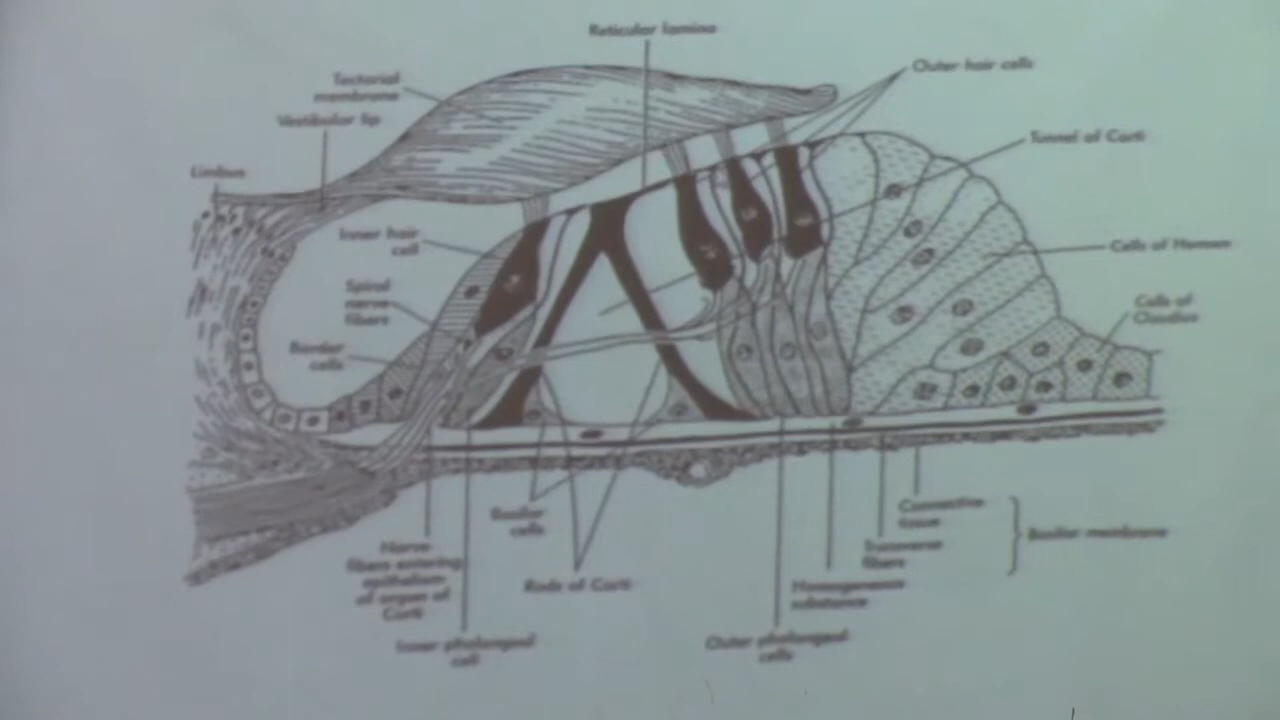 Reticular lamina
Outer hair cells
Tectorial
membrane
Vestibular lip
Tunnel of Corti
Limbus
Inner hair
cell
Cells of Hensen
Spiral
nerve
fibers
Cells of
Claudius
Border
cells
Connective
tissue
Basilar
cells
Basilar membrane
Nerve
fibers entering
epithelium
of organ of
Corti
Transverse
fibers
Rods of Corti
Homogeneous
substance
Inner phalangeal
cell
Outer phalangeal
cells